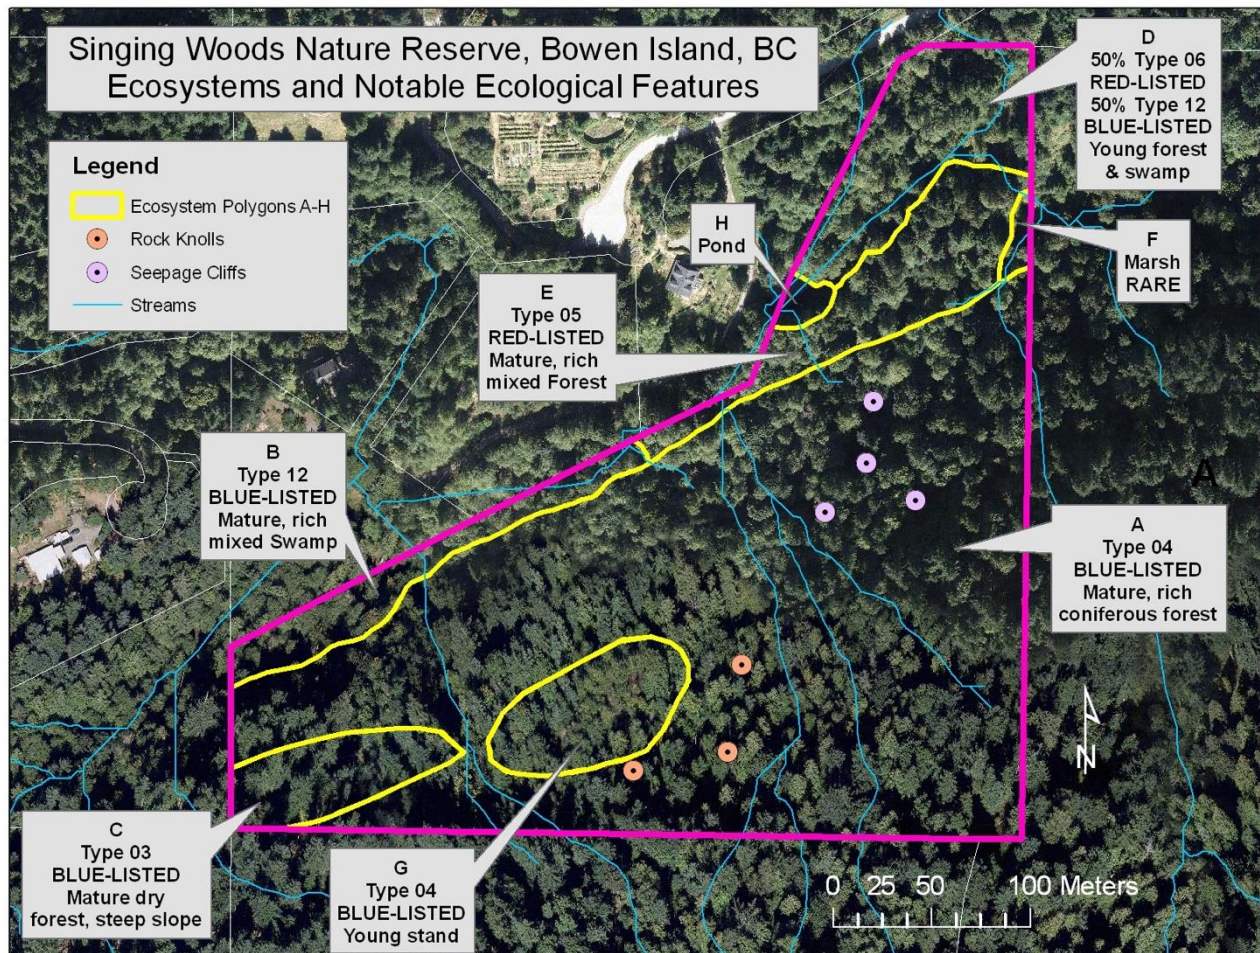 Singing Woods Nature Reserve, Bowen Island, BC
Ecosystems and Notable Ecological Features
Legend
Ecosystem Polygons A-H
Rock Knolls
Seepage Cliffs
Streams
D
50% Type 06
RED-LISTED
50% Type 12
BLUE-LISTED
Young forest
& swamp
H
Pond
F
Marsh
RARE
E
Type 05
RED-LISTED
Mature, rich
mixed Forest
B
Type 12
BLUE-LISTED
Mature, rich
mixed Swamp
A
A
Type 04
BLUE-LISTED
Mature, rich
coniferous forest
C
Type 03
BLUE-LISTED
Mature dry
forest, steep slope
G
Type 04
BLUE-LISTED
Young stand
N
0 25 50 100 Meters